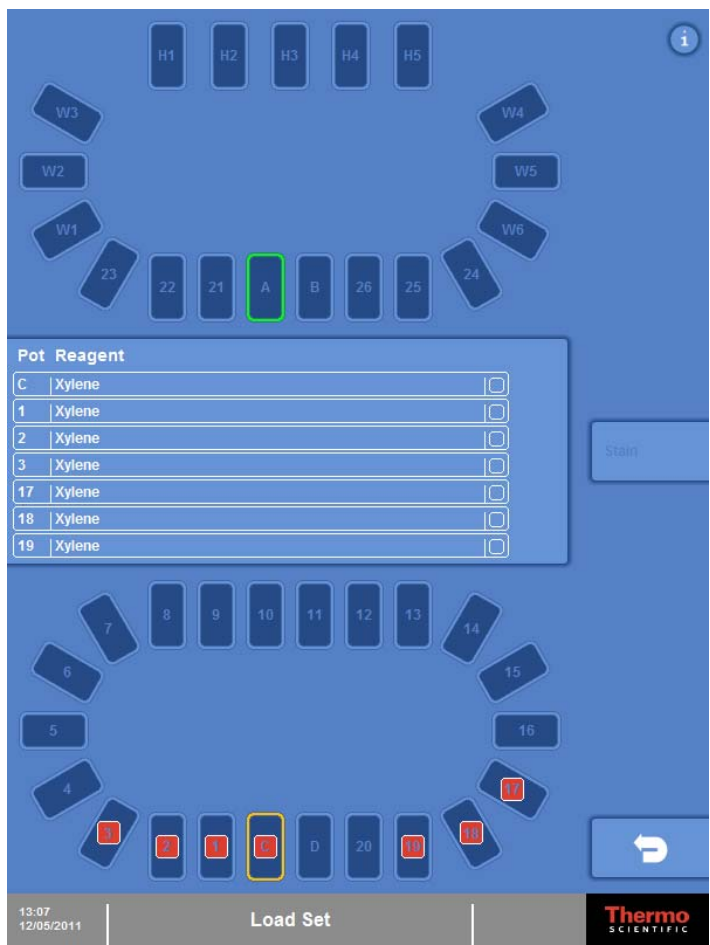 H1 H2 H3 H4 H5
i
W3 W4
W2 W5
W1 W6
23 22 21 A B 26 25 24
Pot Reagent
C Xylene
1 Xylene
2 Xylene
3 Xylene
17 Xylene
18 Xylene
19 Xylene
Stain
7 8 9 10 11 12 13 14
6 15
5 16
4 17
3 2 1 C D 20 19 18
13:07
12/05/2011
Load Set
Thermo
SCIENTIFIC